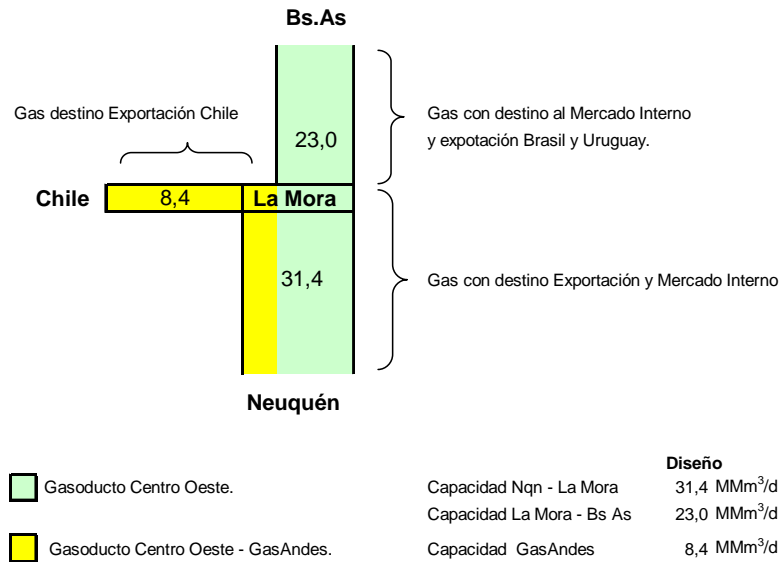 Bs.As
Gas destino Exportación Chile
Gas con destino al Mercado Interno
y expotación Brasil y Uruguay.
23,0
Chile
8,4
La Mora
31,4
Gas con destino Exportación y Mercado Interno
Neuquén
Diseño
Gasoducto Centro Oeste.
Capacidad Nqn - La Mora 31,4 MMm³/d
Capacidad La Mora - Bs As 23,0 MMm³/d
Gasoducto Centro Oeste - GasAndes.
Capacidad GasAndes 8,4 MMm³/d